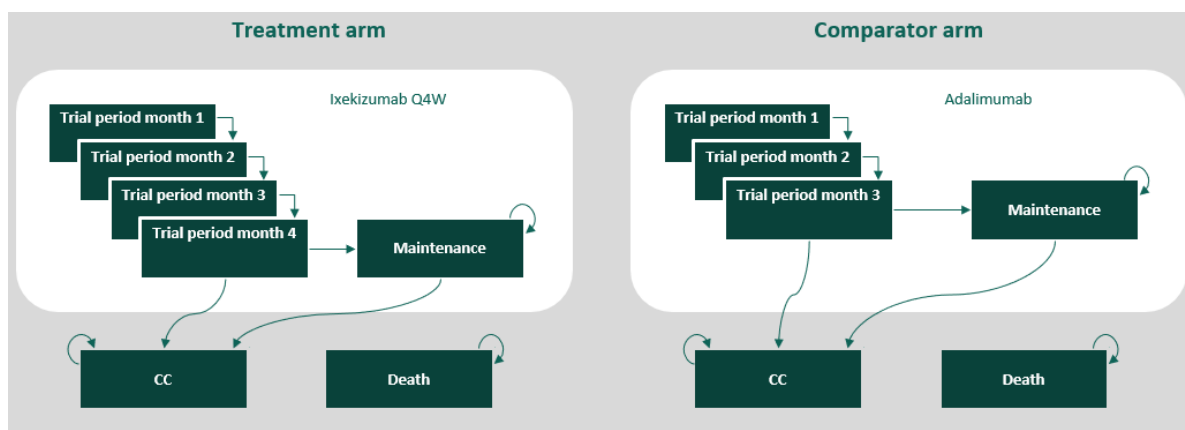 Treatment arm
Ixekizumab Q4W
Trial period month 1
Trial period month 2
Trial period month 3
Trial period month 4
Maintenance
CC
Death
Comparator arm
Adalimumab
Trial period month 1
Trial period month 2
Trial period month 3
Maintenance
CC
Death